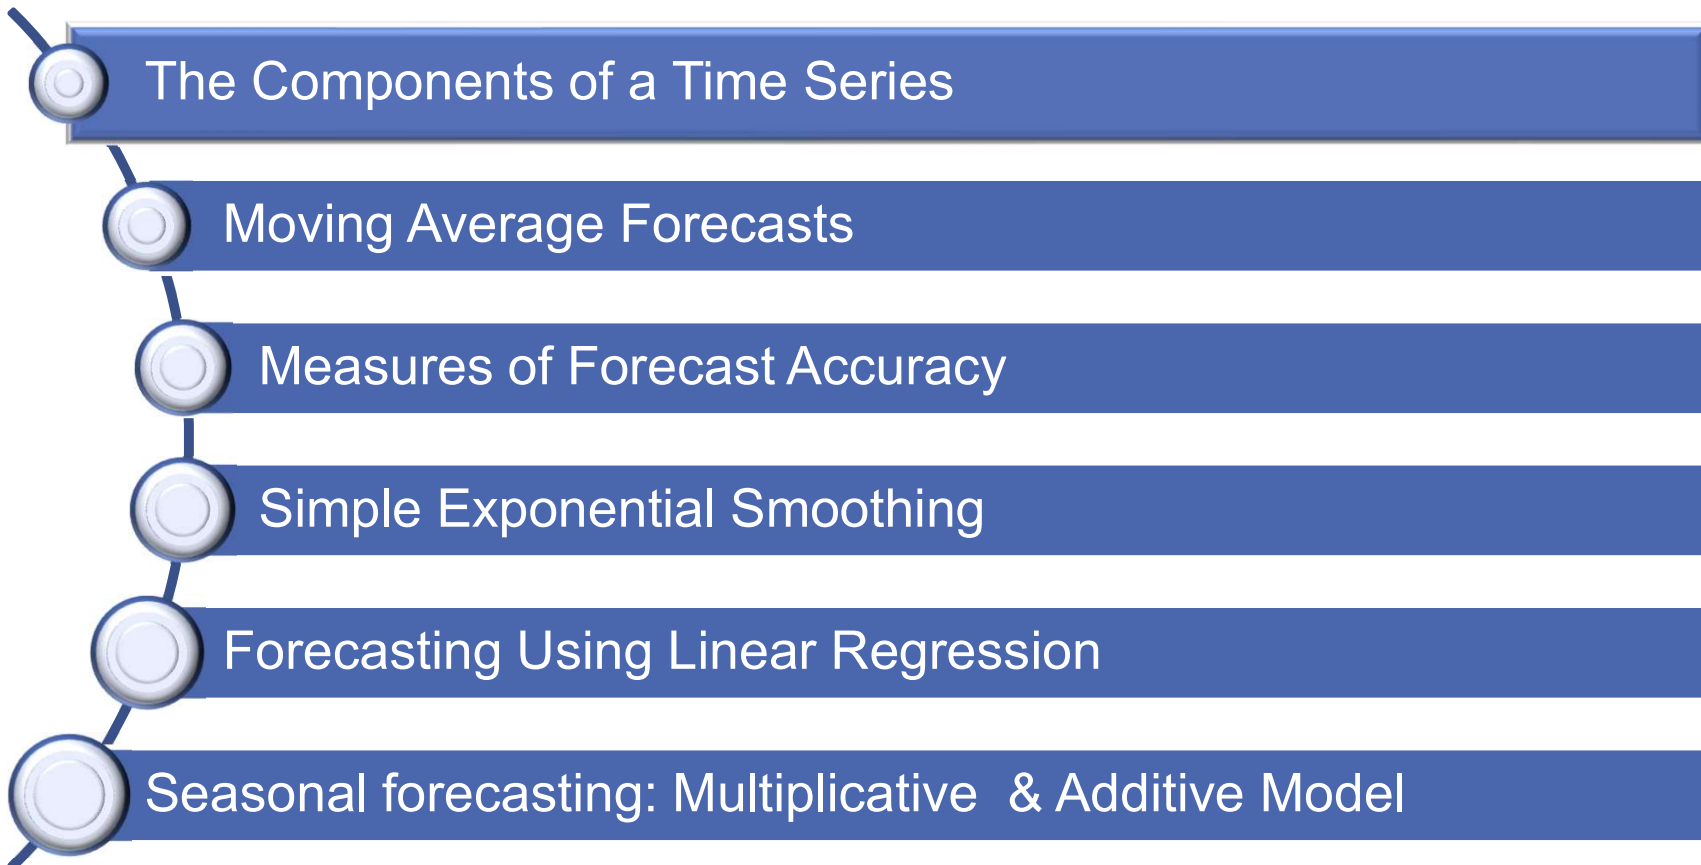 The Components of a Time Series
Moving Average Forecasts
Measures of Forecast Accuracy
Simple Exponential Smoothing
Forecasting Using Linear Regression
Seasonal forecasting: Multiplicative  & Additive Model